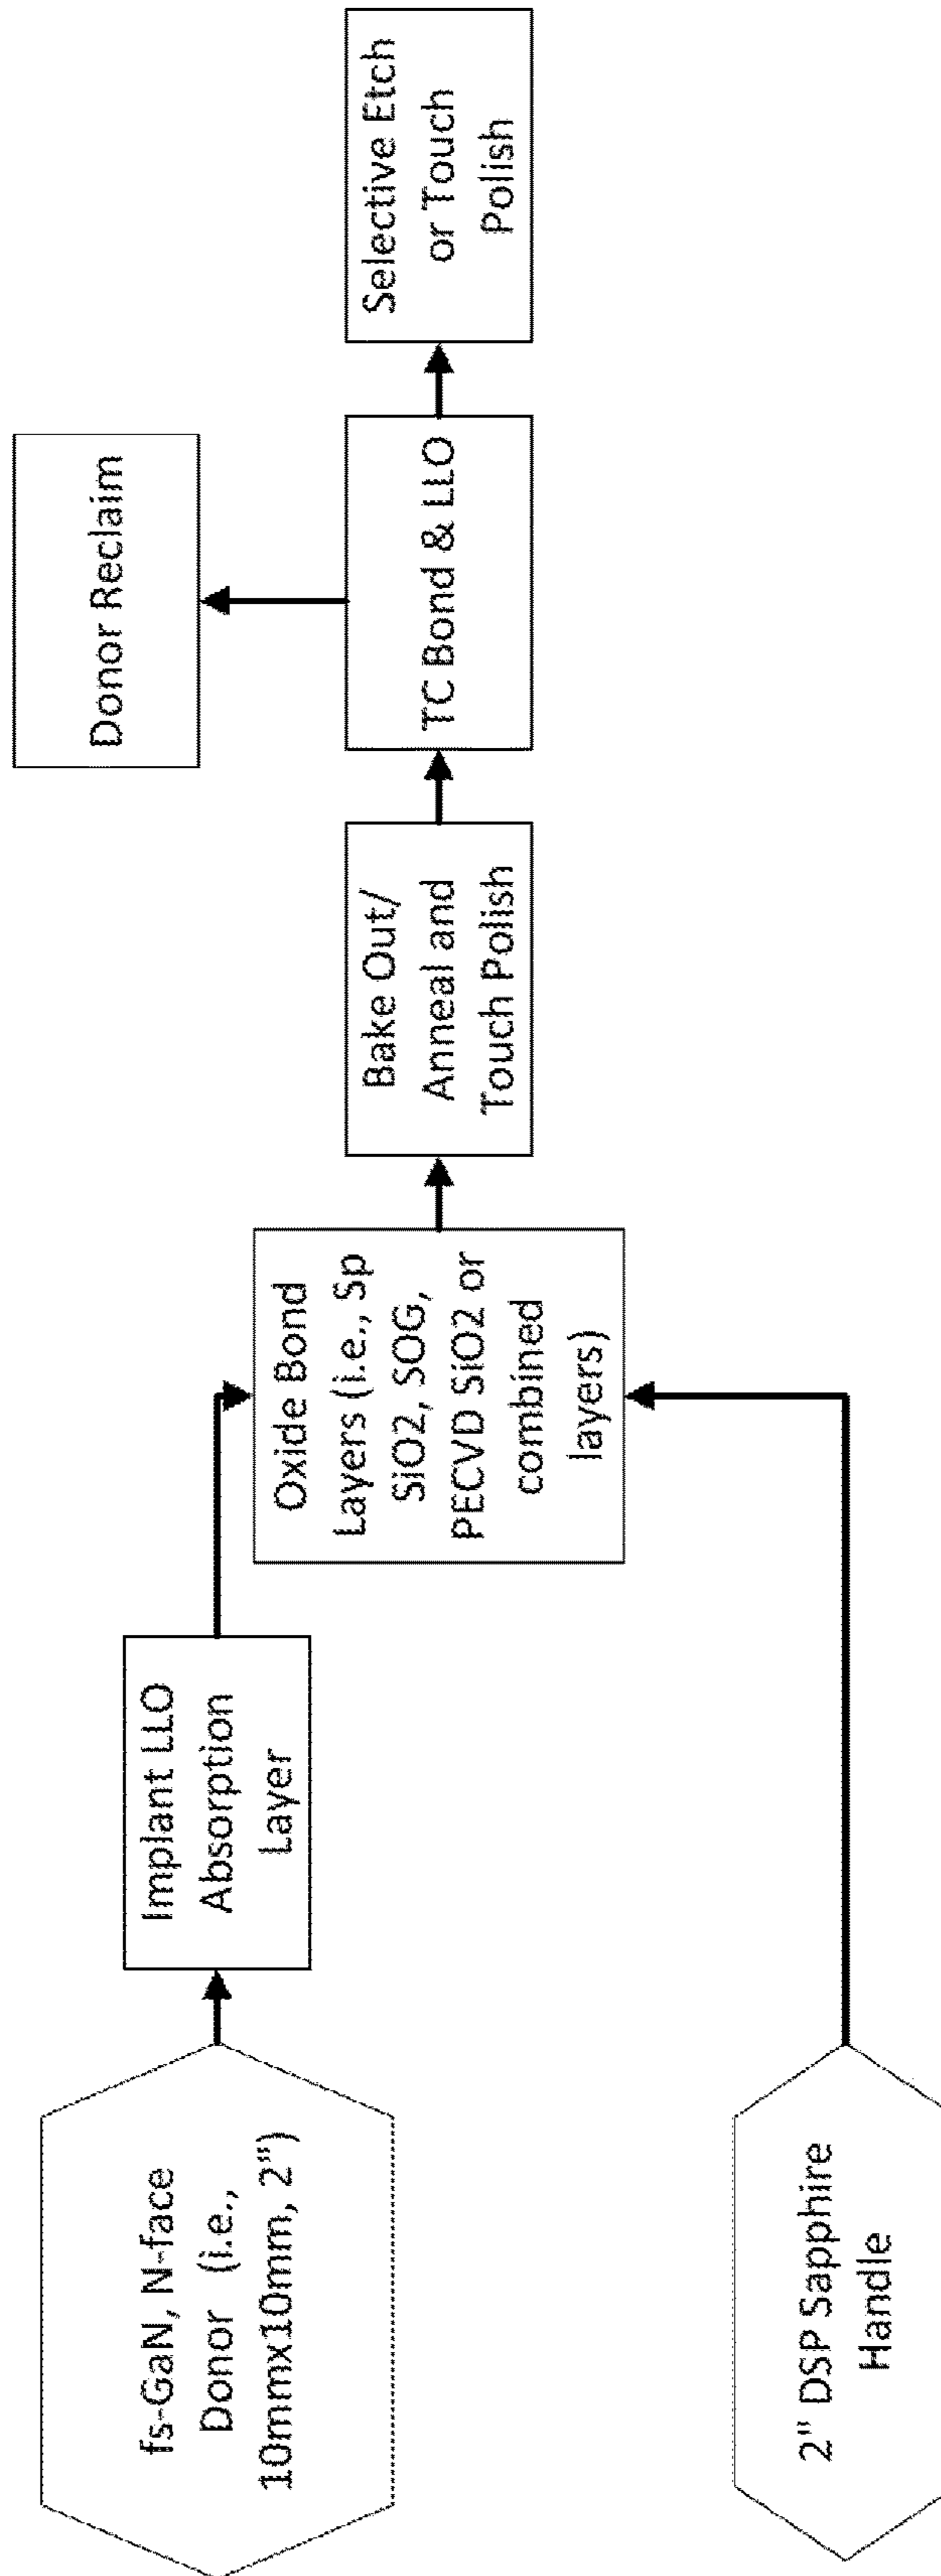 fs-GaN, N-face
Donor (i.e.,
10mmx10mm, 2")
Implant LLO
Absorption
Layer
2" DSP Sapphire
Handle
Oxide Bond
Layers (i.e., Sp
SiO2, SOG,
PECVD SiO2 or
combined
layers)
Bake Out/
Anneal and
Touch Polish
TC Bond & LLO
Donor Reclaim
Selective Etch
or Touch
Polish